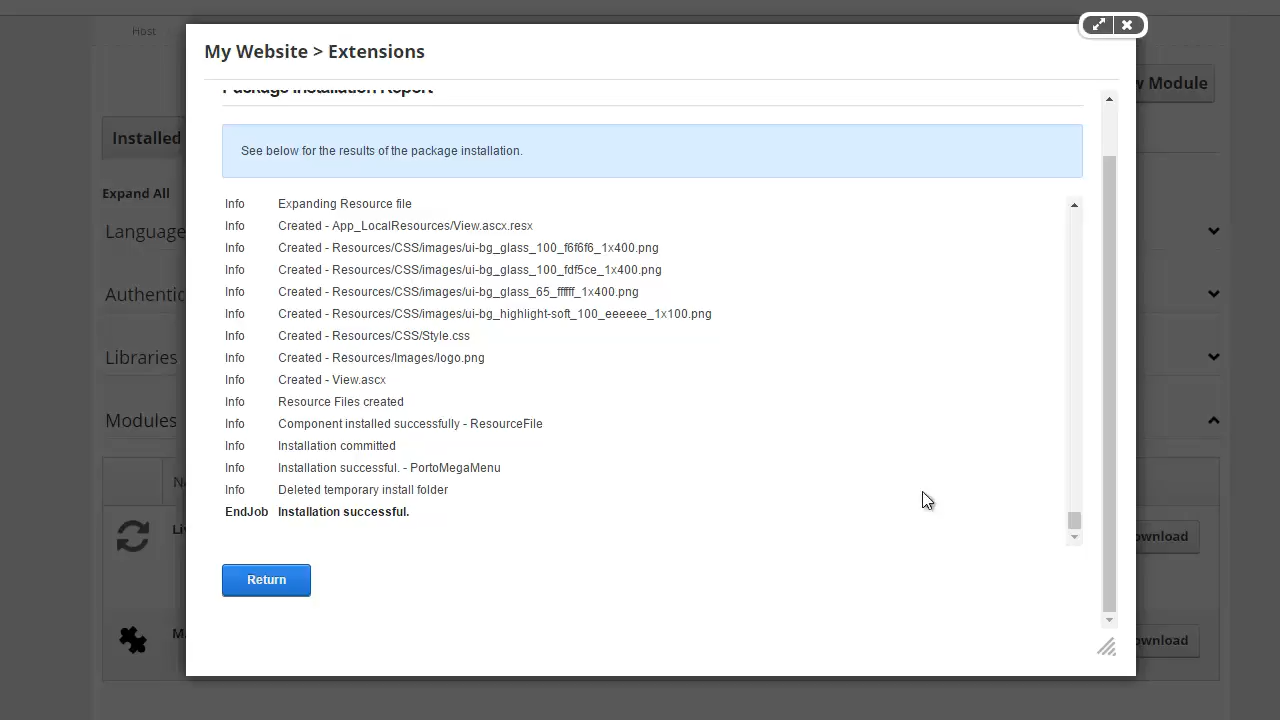 Host
My Website > Extensions
w Module
Package Installation Report
Installed
See below for the results of the package installation.
Expand All
Language
Authentic
Libraries
Modules
Info Expanding Resource file
Info Created - App_LocalResources/View.ascx.resx
Info Created - Resources/CSS/images/ui-bg_glass_100_f6f6f6_1x400.png
Info Created - Resources/CSS/images/ui-bg_glass_100_fdf5ce_1x400.png
Info Created - Resources/CSS/images/ui-bg_glass_65_ffffff_1x400.png
Info Created - Resources/CSS/images/ui-bg_highlight-soft_100_eeeeee_1x100.png
Info Created - Resources/CSS/Style.css
Info Created - Resources/Images/logo.png
Info Created - View.ascx
Info Resource Files created
Info Component installed successfully - ResourceFile
Info Installation committed
Info Installation successful. - PortoMegaMenu
Info Deleted temporary install folder
EndJob Installation successful.
Return
ownload
ownload